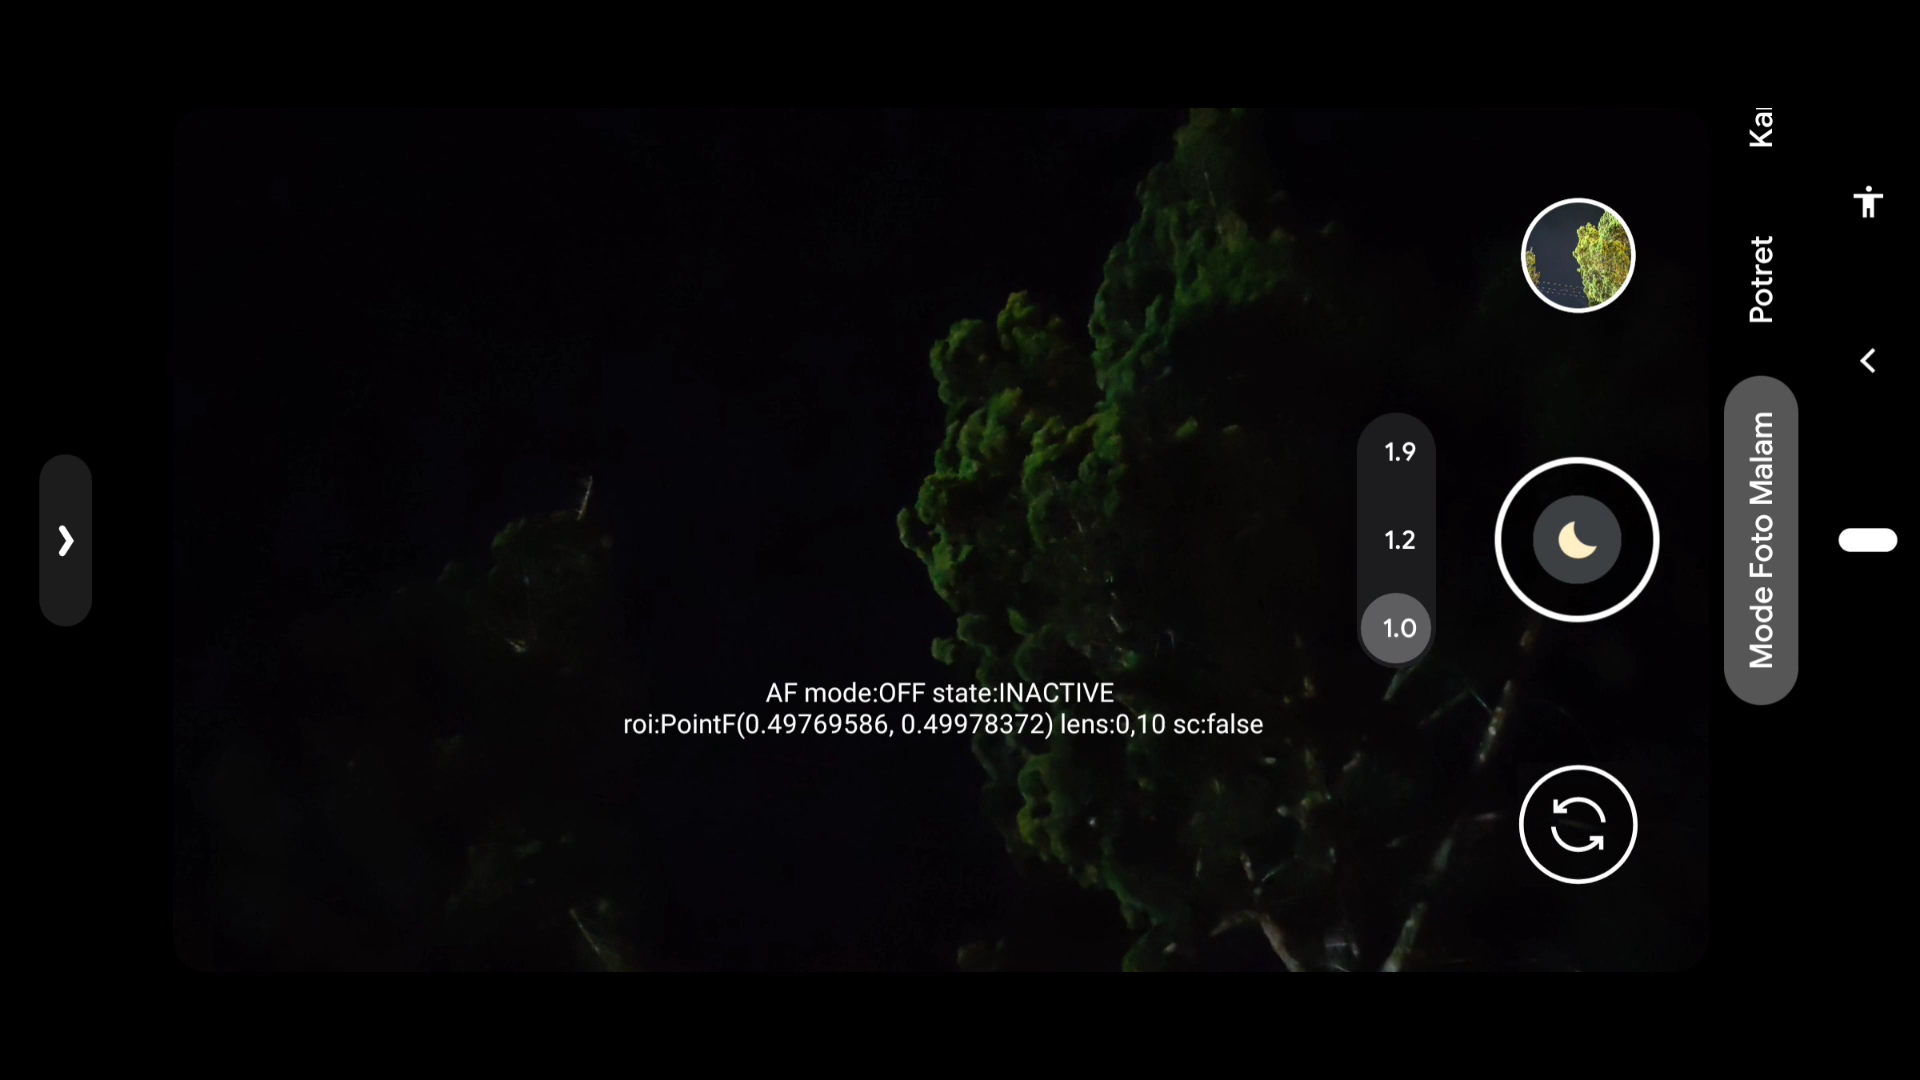 Ka
Potret
Mode Foto Malam
1.9
1.2
1.0
AF mode:OFF state:INACTIVE
roi:PointF(0.49769586, 0.49978372) lens:0,10 sc:false